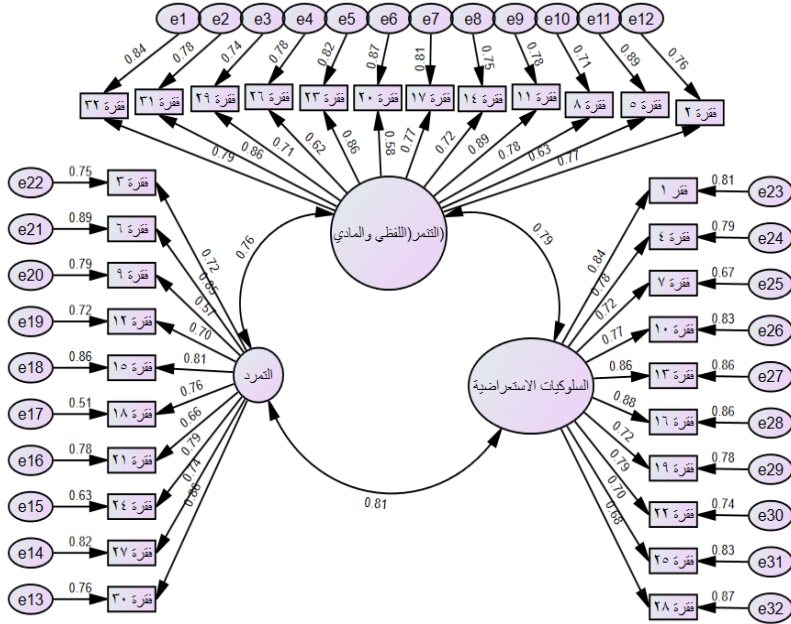 e1 e2 e3 e4 e5 e6 e7 e8 e9 e10 e11 e12
0.84 0.78 0.74 0.78 0.82 0.87 0.81 0.75 0.78 0.71 0.89 0.76
فقرة ٣٢
فقرة ٣١
فقرة ٢٩
فقرة ٢٦
فقرة ٢٣
فقرة ٢٠
فقرة ١٧
فقرة ١٤
فقرة ١١
فقرة ٨
فقرة ٥
فقرة ٢
0.79 0.86 0.71 0.62 0.86 0.58 0.77 0.72 0.89 0.78 0.63 0.77
(التنمر(اللفظي والمادي
0.76
0.79
e22 0.75 فقرة ٣
e21 0.89 فقرة ٦
e20 0.79 فقرة ٩
e19 0.72 فقرة ١٢
e18 0.86 فقرة ١٥
e17 0.51 فقرة ١٨
e16 0.78 فقرة ٢١
e15 0.63 فقرة ٢٤
e14 0.82 فقرة ٢٧
e13 0.76 فقرة ٣٠
0.72
0.85
0.57
0.70
0.81
0.76
0.66
0.79
0.74
0.86
التمرد
0.81
السلوكيات الاستعراضية
0.84
0.78
0.72
0.77
0.86
0.88
0.72
0.79
0.70
0.68
فقر ١ 0.81 e23
فقرة ٤ 0.79 e24
فقرة ٧ 0.67 e25
فقرة ١٠ 0.83 e26
فقرة ١٣ 0.86 e27
فقرة ١٦ 0.86 e28
فقرة ١٩ 0.78 e29
فقرة ٢٢ 0.74 e30
فقرة ٢٥ 0.83 e31
فقرة ٢٨ 0.87 e32